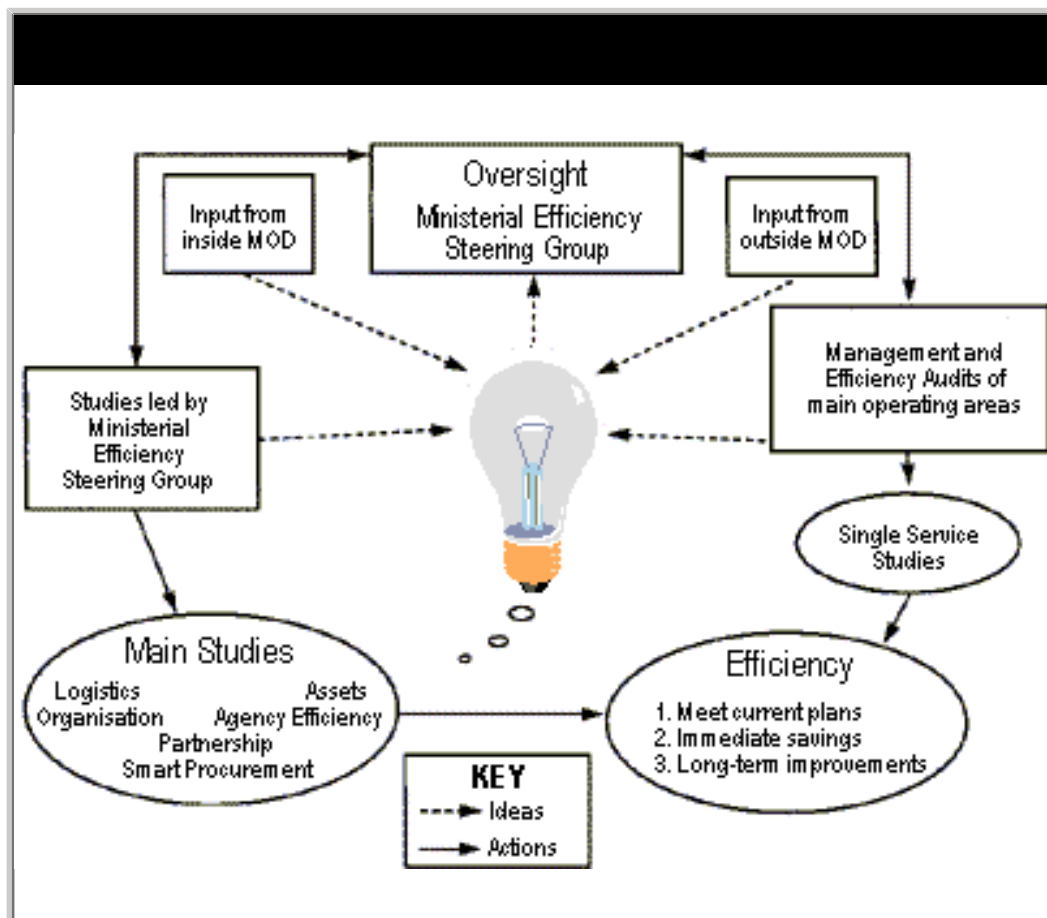 Oversight
Ministerial Efficiency
Steering Group
Input from
inside MOD
Input from
outside MOD
Studies led by
Ministerial
Efficiency
Steering Group
Management and
Efficiency Audits of
main operating areas
Single Service
Studies
Main Studies
Logistics Assets
Organisation Agency Efficiency
Partnership
Smart Procurement
Efficiency
1. Meet current plans
2. Immediate savings
3. Long-term improvements
KEY
Ideas
Actions